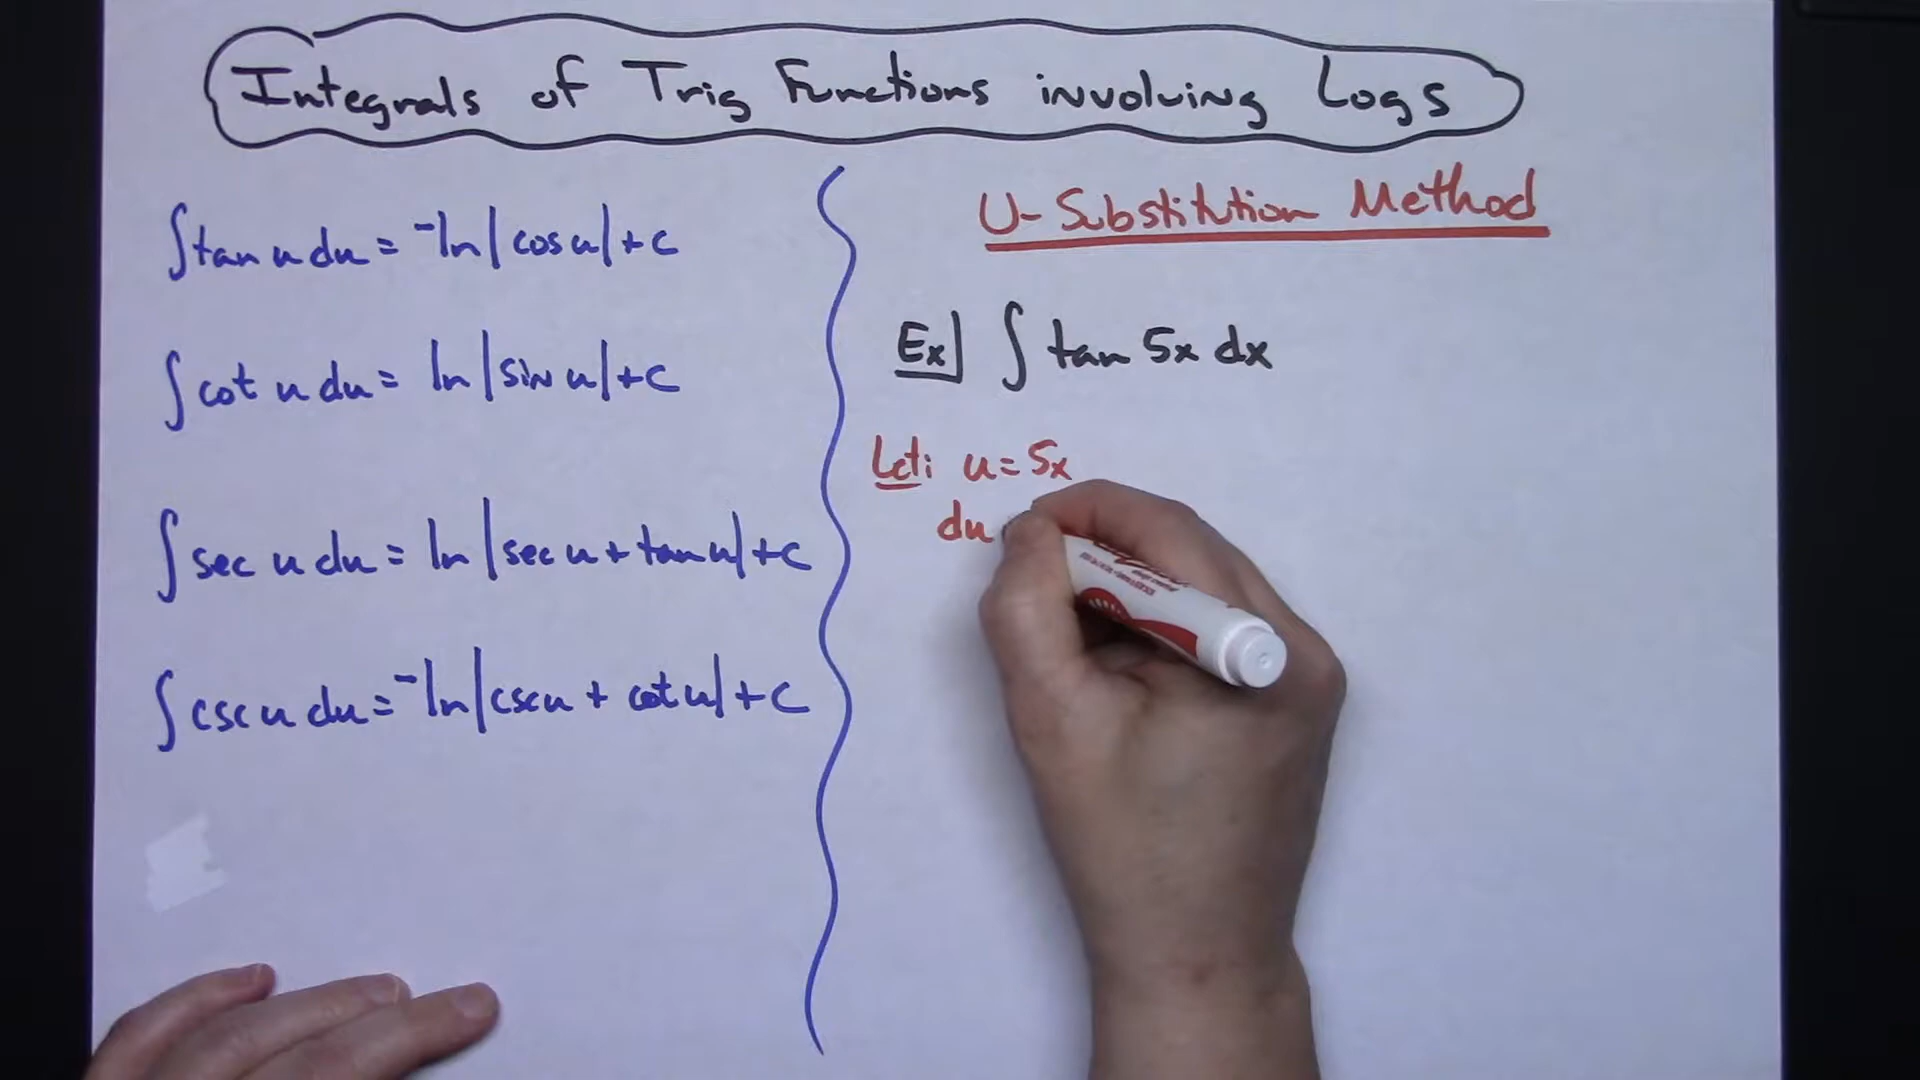 Integrals of Trig Functions involving Logs
∫tan u du = -ln|cos u|+c
∫cot u du = ln|sin u|+c
∫sec u du = ln|sec u + tan u|+c
∫csc u du = -ln|csc u + cot u|+c
U-Substitution Method
Ex] ∫ tan 5x dx
Let: u = 5x
du